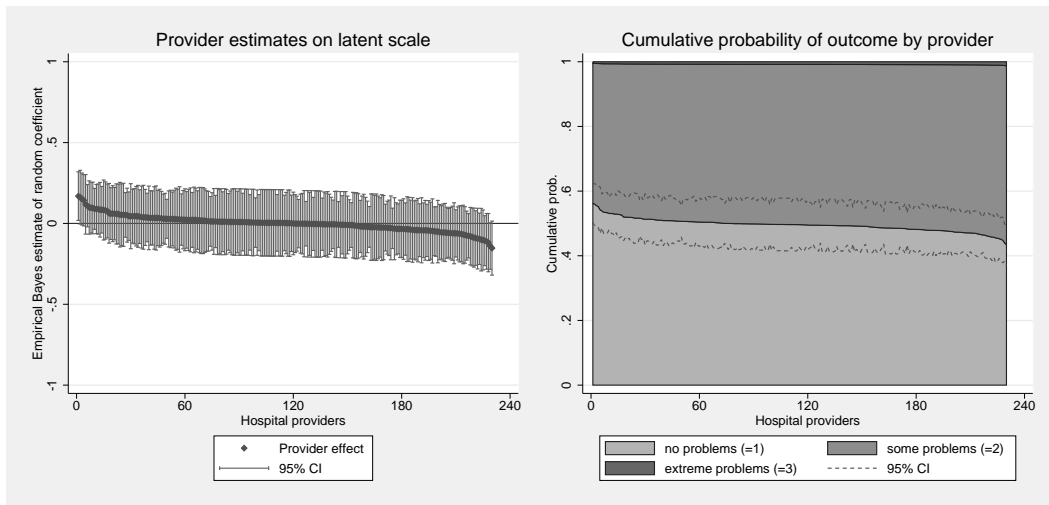 Provider estimates on latent scale
Empirical Bayes estimate of random coefficient
1
.5
0
-.5
-1
0 60 120 180 240
Hospital providers
Provider effect
95% CI
Cumulative probability of outcome by provider
Cumulative prob.
1
.8
.6
.4
.2
0
0 60 120 180 240
Hospital providers
no problems (=1) some problems (=2)
extreme problems (=3) 95% CI